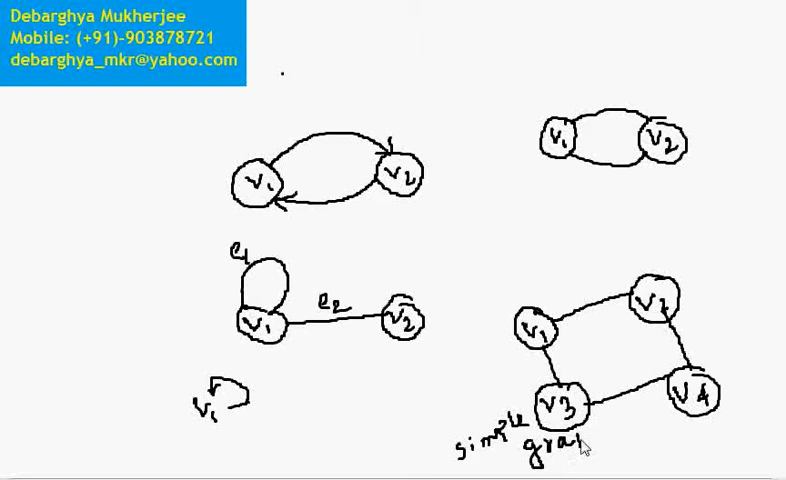 Debarghya Mukherjee
Mobile: (+91)-903878721
debarghya_mkr@yahoo.com
V1 V2
V1 V2
e1
e2
V1 V2
V1 V2
V3 V4
V1
simple
gra